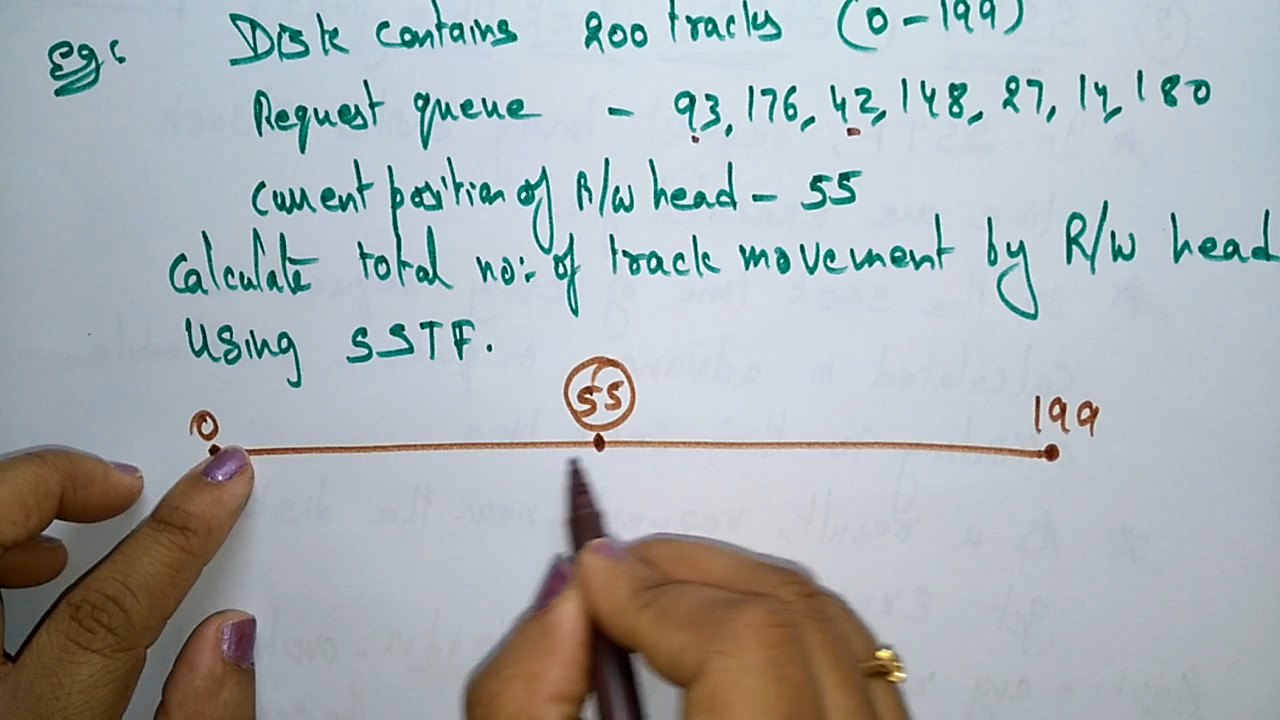 Eg:
Disk contains 200 tracks (0-199)
Request queue - 93, 176, 42, 148, 27, 14, 180
Current position of R/W head - 55
Calculate total no: of track movement by R/W head
Using SSTF.
0 55 199